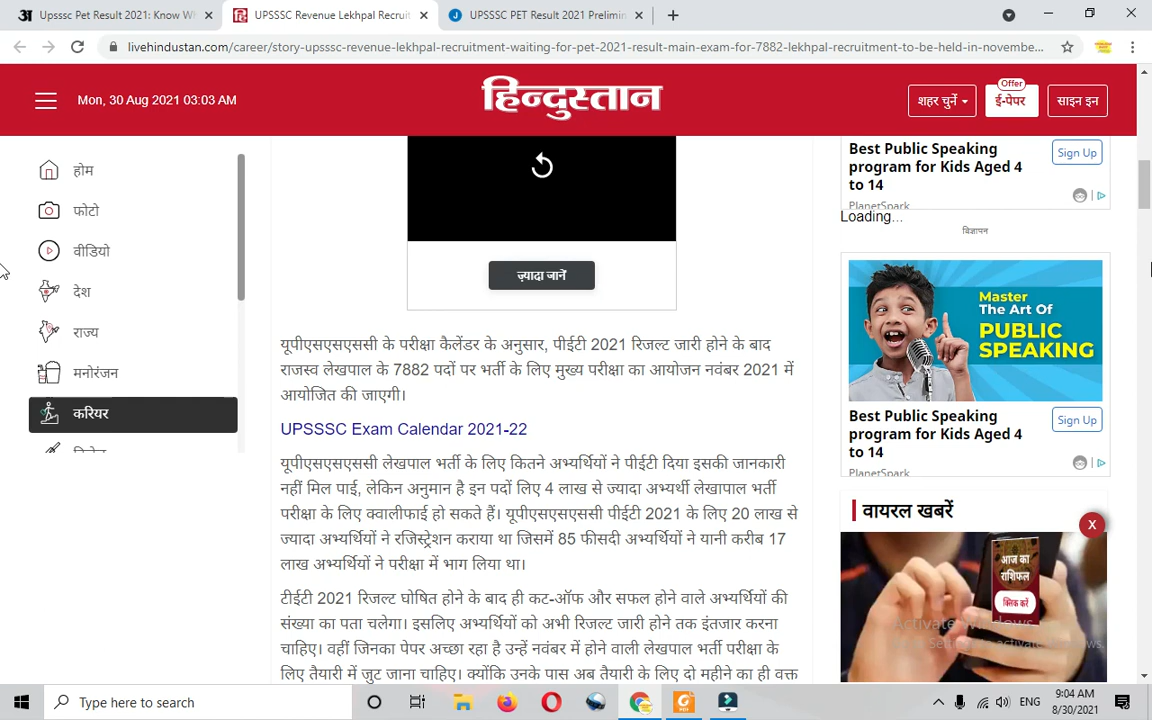 Upsssc Pet Result 2021: Know Wh
UPSSSC Revenue Lekhpal Recruit
UPSSSC PET Result 2021 Prelimin
livehindustan.com/career/story-upsssc-revenue-lekhpal-recruitment-waiting-for-pet-2021-result-main-exam-for-7882-lekhpal-recruitment-to-be-held-in-novembe...
Mon, 30 Aug 2021 03:03 AM
हिन्दुस्तान
शहर चुनें
Offer
ई-पेपर
साइन इन
होम
फोटो
वीडियो
देश
राज्य
मनोरंजन
करियर
ज़्यादा जानें
यूपीएसएसएससी के परीक्षा कैलेंडर के अनुसार, पीईटी 2021 रिजल्ट जारी होने के बाद
राजस्व लेखपाल के 7882 पदों पर भर्ती के लिए मुख्य परीक्षा का आयोजन नवंबर 2021 में
आयोजित की जाएगी।
UPSSSC Exam Calendar 2021-22
यूपीएसएसएससी लेखपाल भर्ती के लिए कितने अभ्यर्थियों ने पीईटी दिया इसकी जानकारी
नहीं मिल पाई, लेकिन अनुमान है इन पदों लिए 4 लाख से ज्यादा अभ्यर्थी लेखापाल भर्ती
परीक्षा के लिए क्वालीफाई हो सकते हैं। यूपीएसएसएससी पीईटी 2021 के लिए 20 लाख से
ज्यादा अभ्यर्थियों ने रजिस्ट्रेशन कराया था जिसमें 85 फीसदी अभ्यर्थियों ने यानी करीब 17
लाख अभ्यर्थियों ने परीक्षा में भाग लिया था।
टीईटी 2021 रिजल्ट घोषित होने के बाद ही कट-ऑफ और सफल होने वाले अभ्यर्थियों की
संख्या का पता चलेगा। इसलिए अभ्यर्थियों को अभी रिजल्ट जारी होने तक इंतजार करना
चाहिए। वहीं जिनका पेपर अच्छा रहा है उन्हें नवंबर में होने वाली लेखपाल भर्ती परीक्षा के
लिए तैयारी में जुट जाना चाहिए। क्योंकि उनके पास अब तैयारी के लिए दो महीने का ही वक्त
Best Public Speaking
program for Kids Aged 4
to 14
Sign Up
PlanetSpark
Loading...
विज्ञापन
Master
The Art Of
PUBLIC
SPEAKING
Best Public Speaking
program for Kids Aged 4
to 14
Sign Up
PlanetSpark
वायरल खबरें
X
आज का
राशिफल
क्लिक करें
Activate Windows
Type here to search
ENG
9:04 AM
8/30/2021